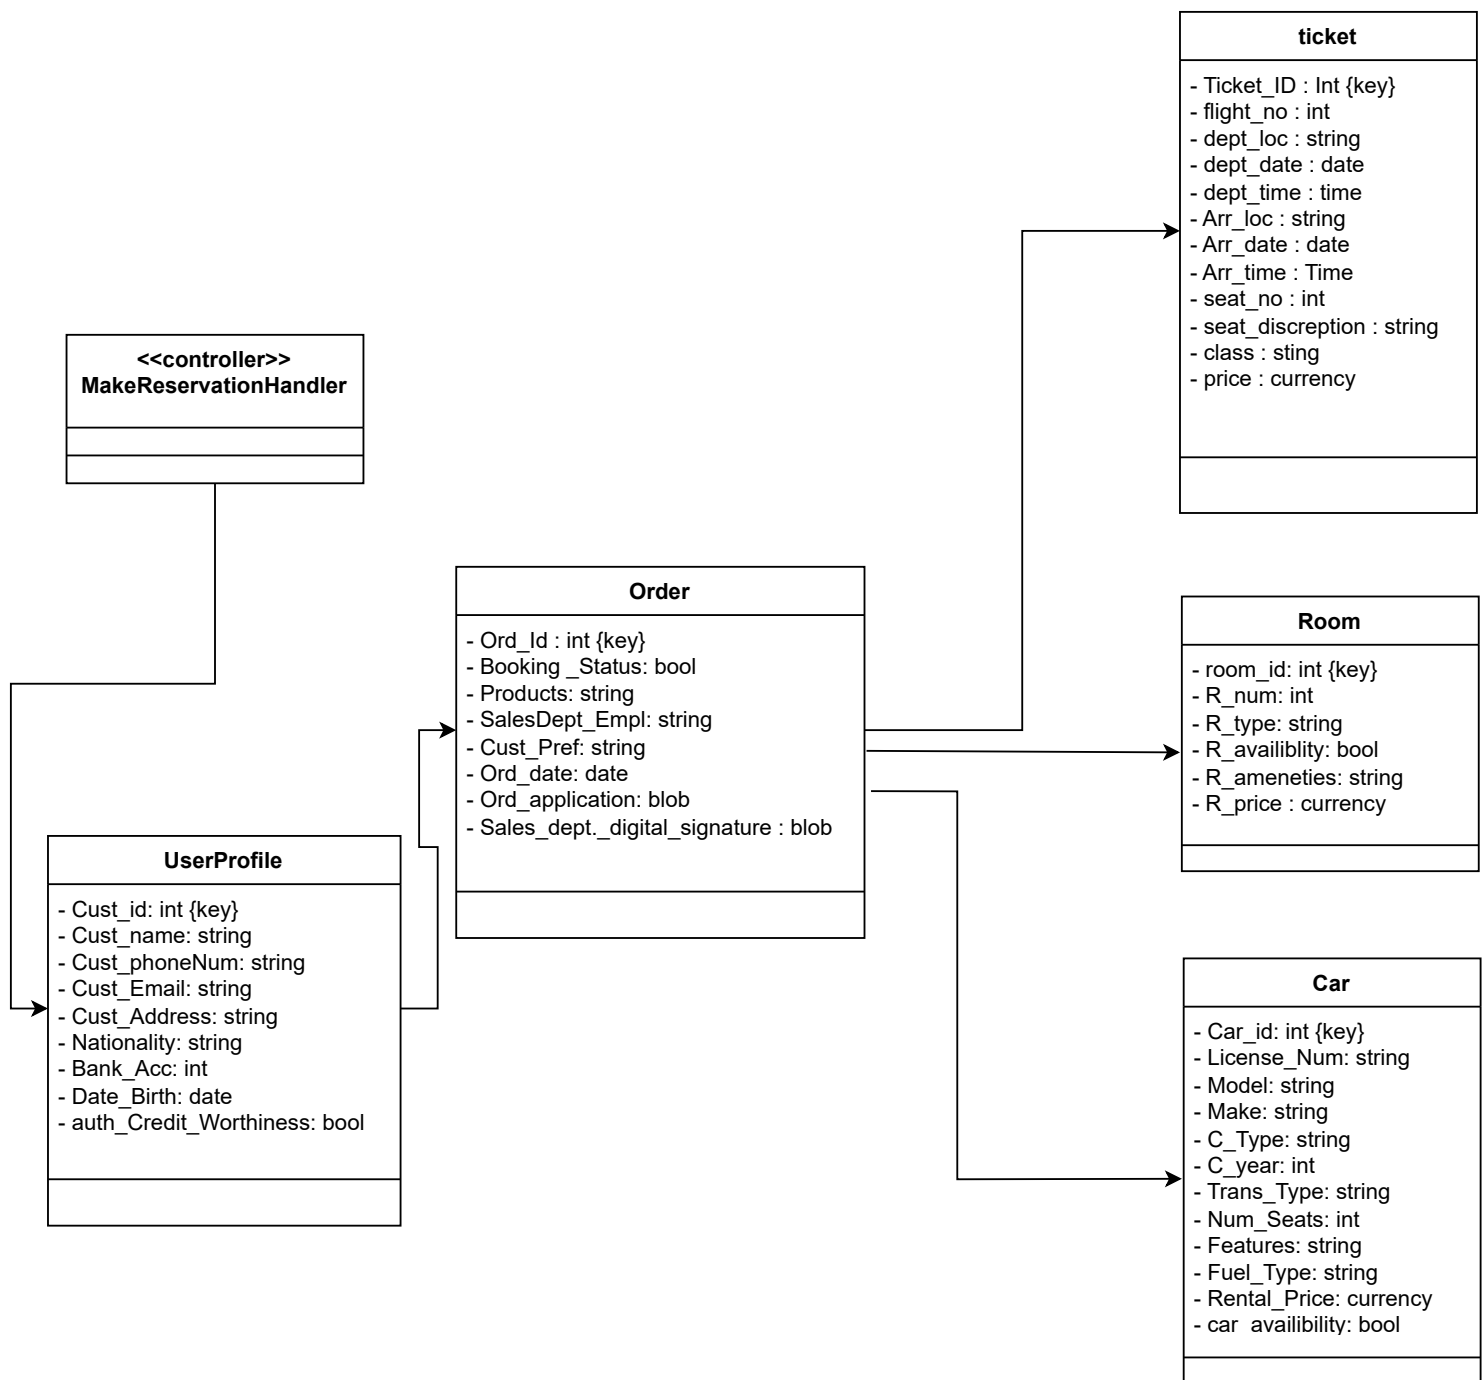 ticket
- Ticket_ID : Int {key}
- flight_no : int
- dept_loc : string
- dept_date : date
- dept_time : time
- Arr_loc : string
- Arr_date : date
- Arr_time : Time
- seat_no : int
- seat_discreption : string
- class : sting
- price : currency
<<controller>>
MakeReservationHandler
Order
- Ord_Id : int {key}
- Booking _Status: bool
- Products: string
- SalesDept_Empl: string
- Cust_Pref: string
- Ord_date: date
- Ord_application: blob
- Sales_dept._digital_signature : blob
Room
- room_id: int {key}
- R_num: int
- R_type: string
- R_availiblity: bool
- R_ameneties: string
- R_price : currency
UserProfile
- Cust_id: int {key}
- Cust_name: string
- Cust_phoneNum: string
- Cust_Email: string
- Cust_Address: string
- Nationality: string
- Bank_Acc: int
- Date_Birth: date
- auth_Credit_Worthiness: bool
Car
- Car_id: int {key}
- License_Num: string
- Model: string
- Make: string
- C_Type: string
- C_year: int
- Trans_Type: string
- Num_Seats: int
- Features: string
- Fuel_Type: string
- Rental_Price: currency
- car_availibility: bool